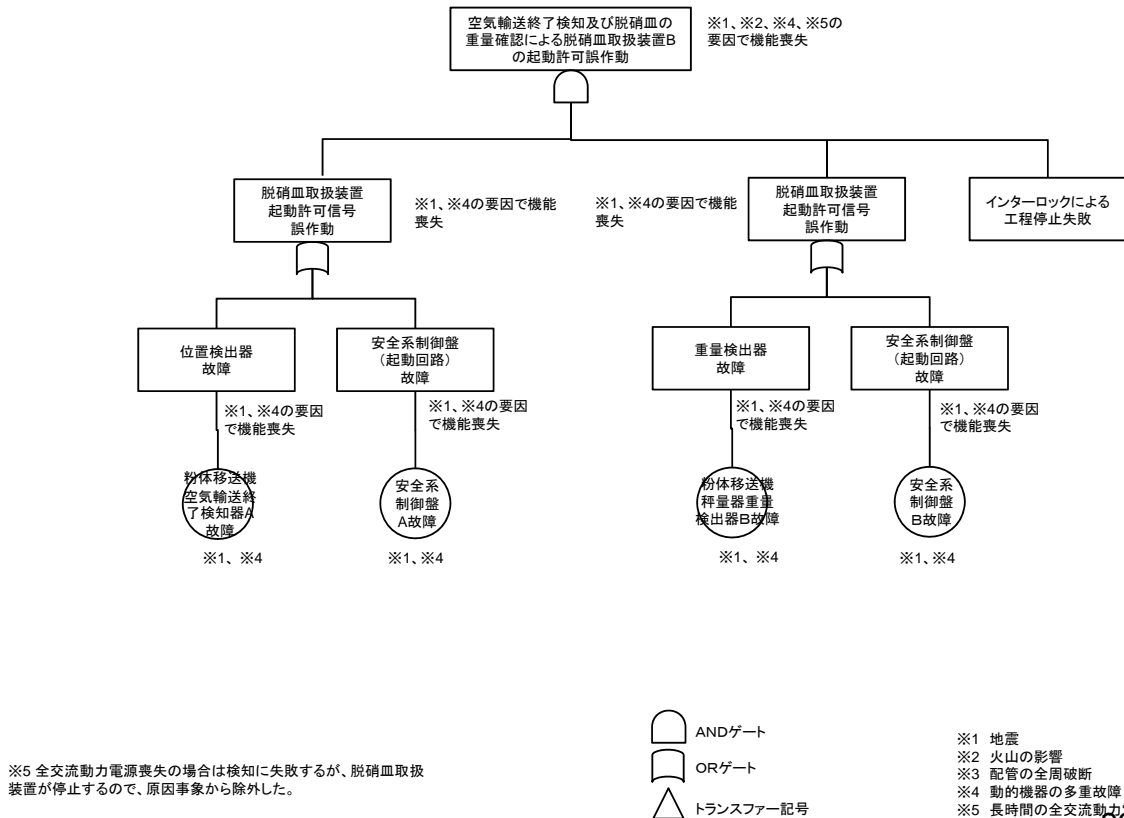 空気輸送終了検知及び脱硝皿の
重量確認による脱硝皿取扱装置B
の起動許可誤作動
※1、※2、※4、※5の
要因で機能喪失
脱硝皿取扱装置
起動許可信号
誤作動
※1、※4の要因で機能
喪失
※1、※4の要因で機能
喪失
脱硝皿取扱装置
起動許可信号
誤作動
インターロックによる
工程停止失敗
位置検出器
故障
安全系制御盤
（起動回路）
故障
重量検出器
故障
安全系制御盤
（起動回路）
故障
※1、※4の要因
で機能喪失
※1、※4の要因
で機能喪失
※1、※4の要因
で機能喪失
※1、※4の要因
で機能喪失
粉体移送機
空気輸送終
了検知器A
故障
安全系
制御盤
A故障
粉体移送機
秤量器重量
検出器B故障
安全系
制御盤
B故障
※1、※4
※1、※4
※1、※4
※1、※4
※5 全交流動力電源喪失の場合は検知に失敗するが、脱硝皿取扱
装置が停止するので、原因事象から除外した。
ANDゲート
ORゲート
トランスファー記号
※1 地震
※2 火山の影響
※3 配管の全周破断
※4 動的機器の多重故障
※5 長時間の全交流動力